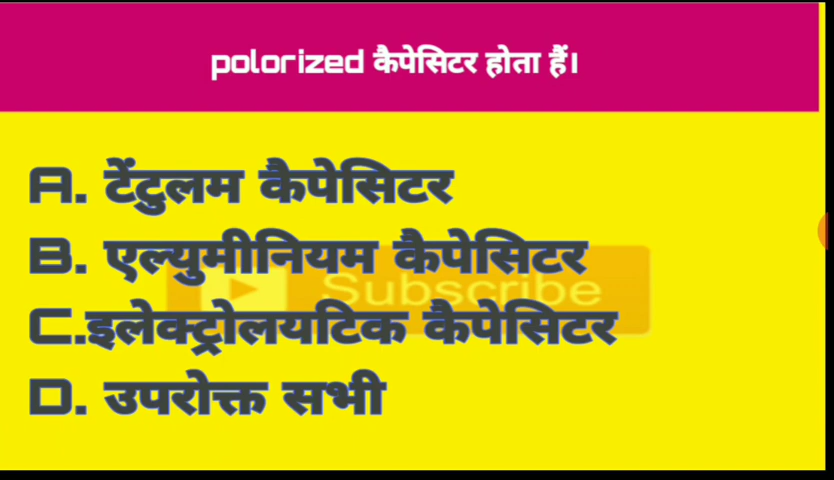 polorized कैपेसिटर होता हैं।
A. टेंटुलम कैपेसिटर
B. एल्युमीनियम कैपेसिटर
Subscribe
C.इलेक्ट्रोलयटिक कैपेसिटर
D. उपरोक्त सभी